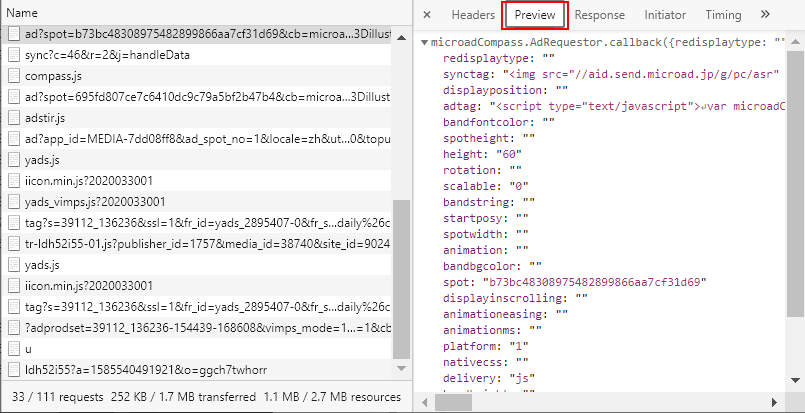 Name
ad?spot=b73bc48308975482899866aa7cf31d69&cb=microa...3Dillust
sync?c=46&r=2&j=handleData
compass.js
ad?spot=695fd807ce7c6410dc9c79a5bf2b47b4&cb=microa...3Dillust
adstir.js
ad?app_id=MEDIA-7dd08ff8&ad_spot_no=1&locale=zh&ut...0&topu
yads.js
iicon.min.js?2020033001
yads_vimps.js?2020033001
tag?s=39112_136236&ssl=1&fr_id=yads_2895407-0&fr_s...daily%26c
tr-ldh52i55-01.js?publisher_id=1757&media_id=38740&site_id=9024
yads.js
iicon.min.js?2020033001
tag?s=39112_136236&ssl=1&fr_id=yads_2895407-0&fr_s...daily%26c
?adprodset=39112_136236-154439-168608&vimps_mode=1...=1&cb
u
ldh52i55?a=1585540491921&o=ggch7twhorr
33 / 111 requests 252 KB / 1.7 MB transferred 1.1 MB / 2.7 MB resources
× Headers Preview Response Initiator Timing »
▼microadCompass.AdRequestor.callback({redisplaytype: ""
redisplaytype: ""
synctag: "<img src="//aid.send.microad.jp/g/pc/asr"
displayposition: ""
adtag: "<script type="text/javascript">↵var microadC
bandfontcolor: ""
spotheight: ""
height: "60"
rotation: ""
scalable: "0"
bandstring: ""
startposy: ""
spotwidth: ""
animation: ""
bandbgcolor: ""
spot: "b73bc48308975482899866aa7cf31d69"
displayinscrolling: ""
animationeasing: ""
animationms: ""
platform: "1"
nativecss: ""
delivery: "js"